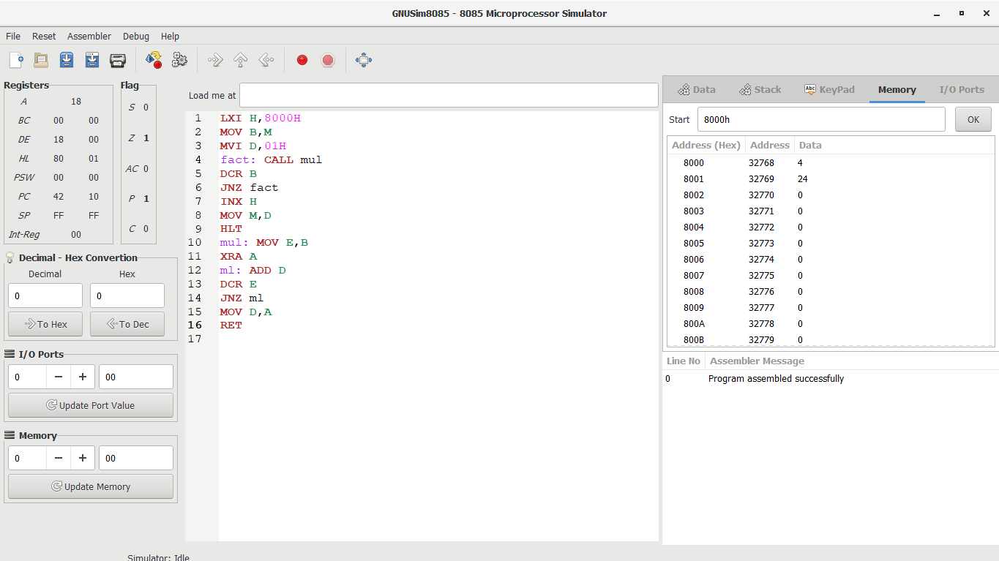 GNUSim8085 - 8085 Microprocessor Simulator
File Reset Assembler Debug Help
Registers
A 18
BC 00 00
DE 18 00
HL 80 01
PSW 00 00
PC 42 10
SP FF FF
Int-Reg 00
Flag
S 0
Z 1
AC 0
P 1
C 0
Decimal - Hex Convertion
Decimal Hex
0 0
To Hex To Dec
I/O Ports
0 − + 00
Update Port Value
Memory
0 − + 00
Update Memory
Load me at
1 LXI H,8000H
2 MOV B,M
3 MVI D,01H
4 fact: CALL mul
5 DCR B
6 JNZ fact
7 INX H
8 MOV M,D
9 HLT
10 mul: MOV E,B
11 XRA A
12 ml: ADD D
13 DCR E
14 JNZ ml
15 MOV D,A
16 RET
17
Data Stack Abc KeyPad Memory I/O Ports
Start 8000h OK
Address (Hex) Address Data
8000 32768 4
8001 32769 24
8002 32770 0
8003 32771 0
8004 32772 0
8005 32773 0
8006 32774 0
8007 32775 0
8008 32776 0
8009 32777 0
800A 32778 0
800B 32779 0
Line No Assembler Message
0 Program assembled successfully
Simulator: Idle